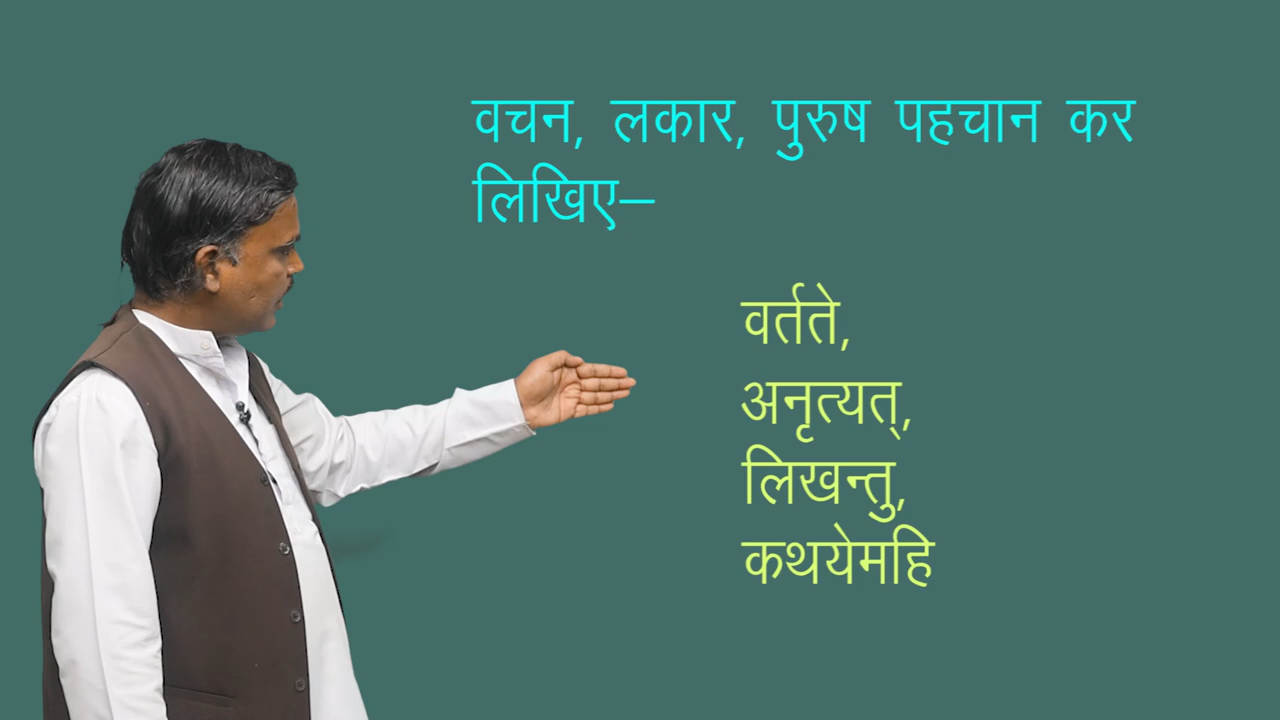 वचन, लकार, पुरुष पहचान कर
लिखिए–
वर्तते,
अनृत्यत्,
लिखन्तु,
कथयेमहि